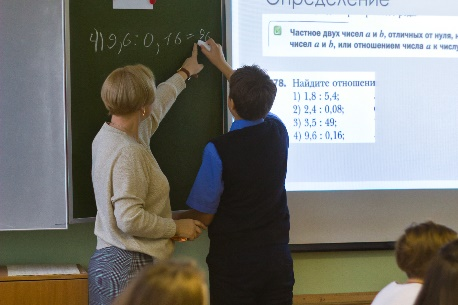 4) 9,6 : 0,16 =
Определение
Частное двух чисел a и b, отличных от нуля,
чисел a и b, или отношением числа a к числу
78. Найдите отношени
1) 1,8 : 5,4;
2) 2,4 : 0,08;
3) 3,5 : 49;
4) 9,6 : 0,16;